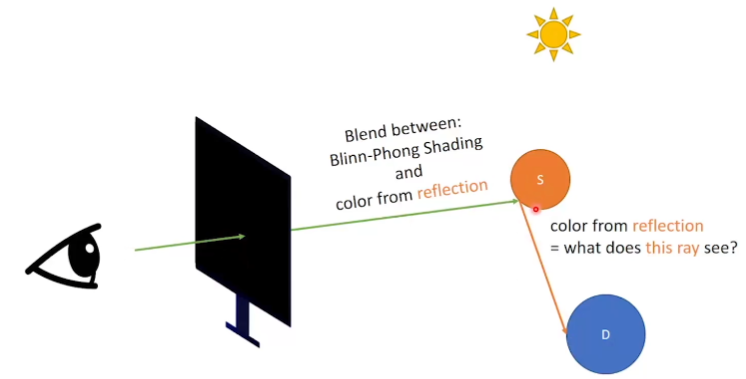 Blend between:
Blinn-Phong Shading
and
color from reflection
S
color from reflection
= what does this ray see?
D